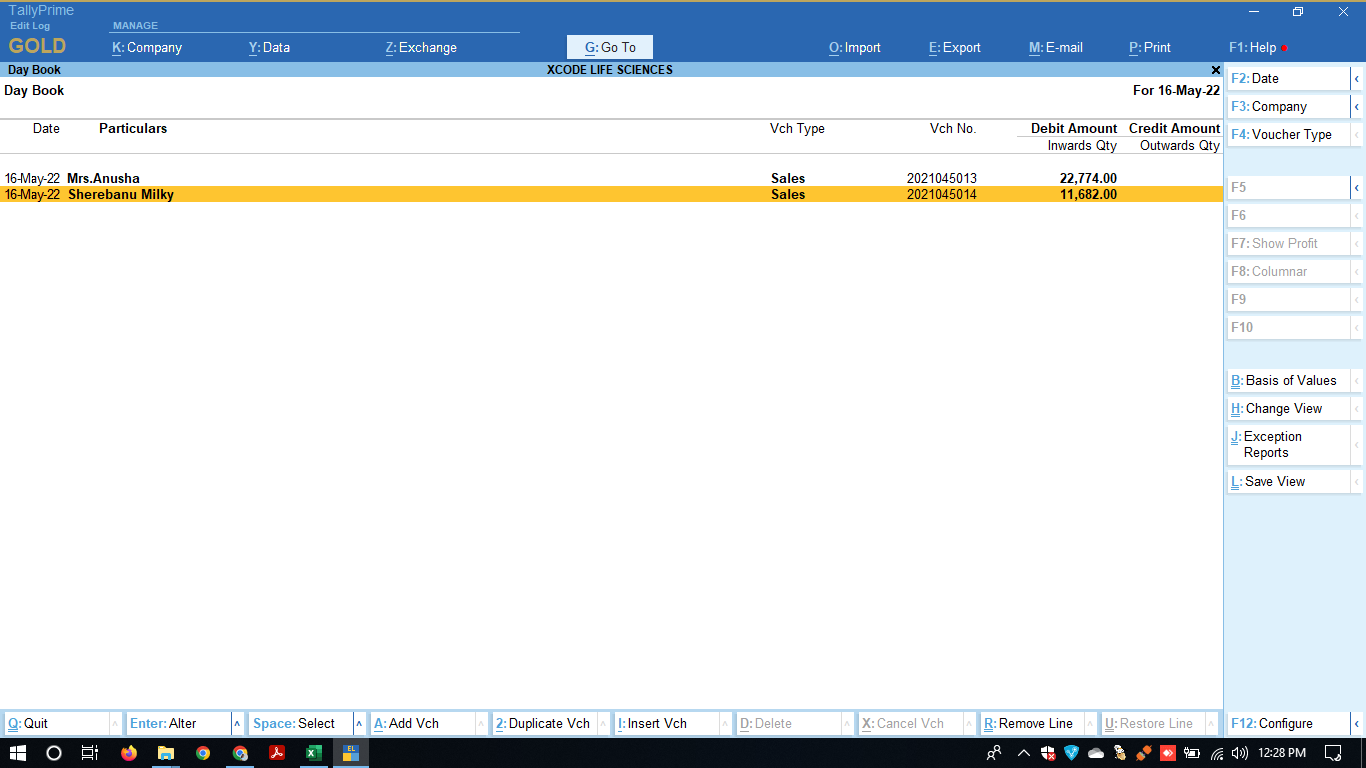 TallyPrime
Edit Log
GOLD
MANAGE
K: Company Y: Data Z: Exchange G: Go To O: Import E: Export M: E-mail P: Print F1: Help
Day Book XCODE LIFE SCIENCES
Day Book For 16-May-22
Date Particulars Vch Type Vch No. Debit Amount Credit Amount
Inwards Qty Outwards Qty
16-May-22 Mrs.Anusha Sales 2021045013 22,774.00
16-May-22 Sherebanu Milky Sales 2021045014 11,682.00
F2: Date
F3: Company
F4: Voucher Type
F5
F6
F7: Show Profit
F8: Columnar
F9
F10
B: Basis of Values
H: Change View
J: Exception
Reports
L: Save View
Q: Quit Enter: Alter Space: Select A: Add Vch 2: Duplicate Vch I: Insert Vch D: Delete X: Cancel Vch R: Remove Line U: Restore Line F12: Configure
EL
12:28 PM